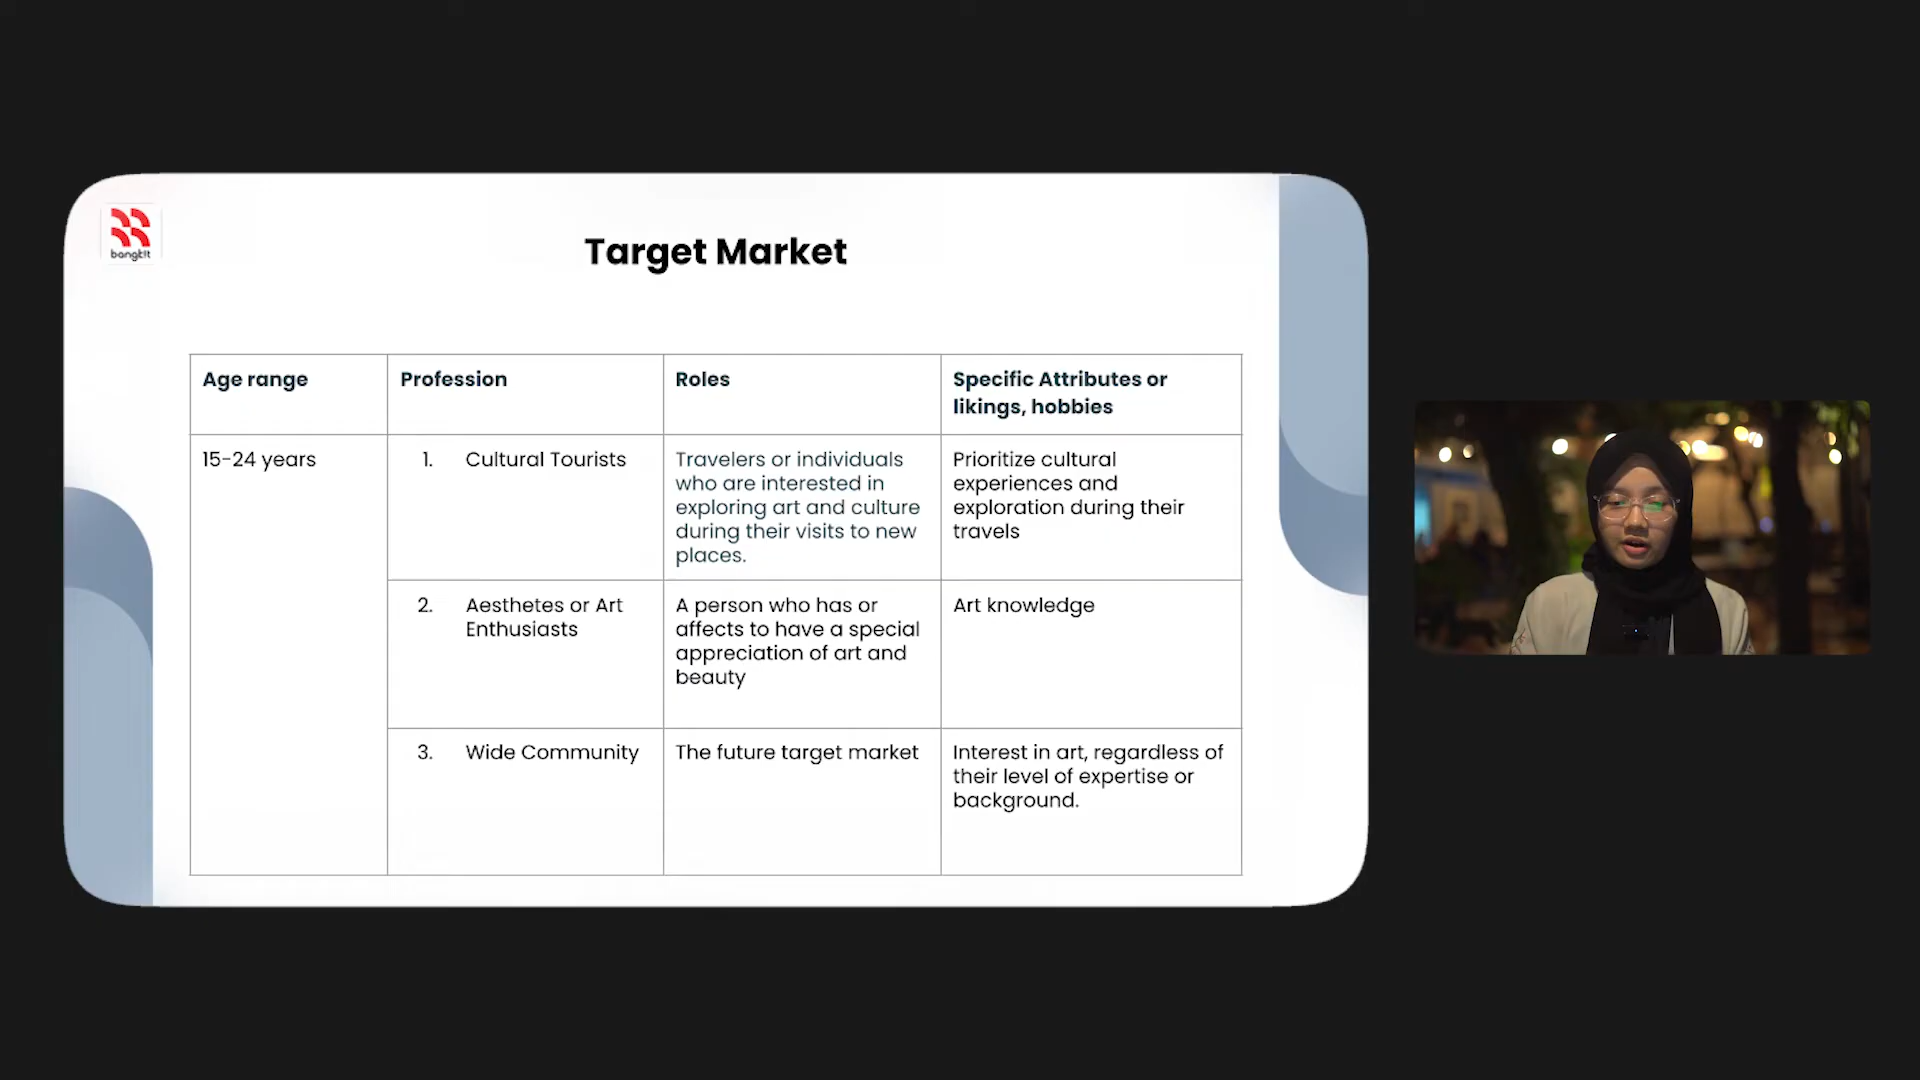 bangk!t
Target Market
Age range
Profession
Roles
Specific Attributes or
likings, hobbies
15-24 years
1. Cultural Tourists
Travelers or individuals
who are interested in
exploring art and culture
during their visits to new
places.
Prioritize cultural
experiences and
exploration during their
travels
2. Aesthetes or Art
Enthusiasts
A person who has or
affects to have a special
appreciation of art and
beauty
Art knowledge
3. Wide Community
The future target market
Interest in art, regardless of
their level of expertise or
background.